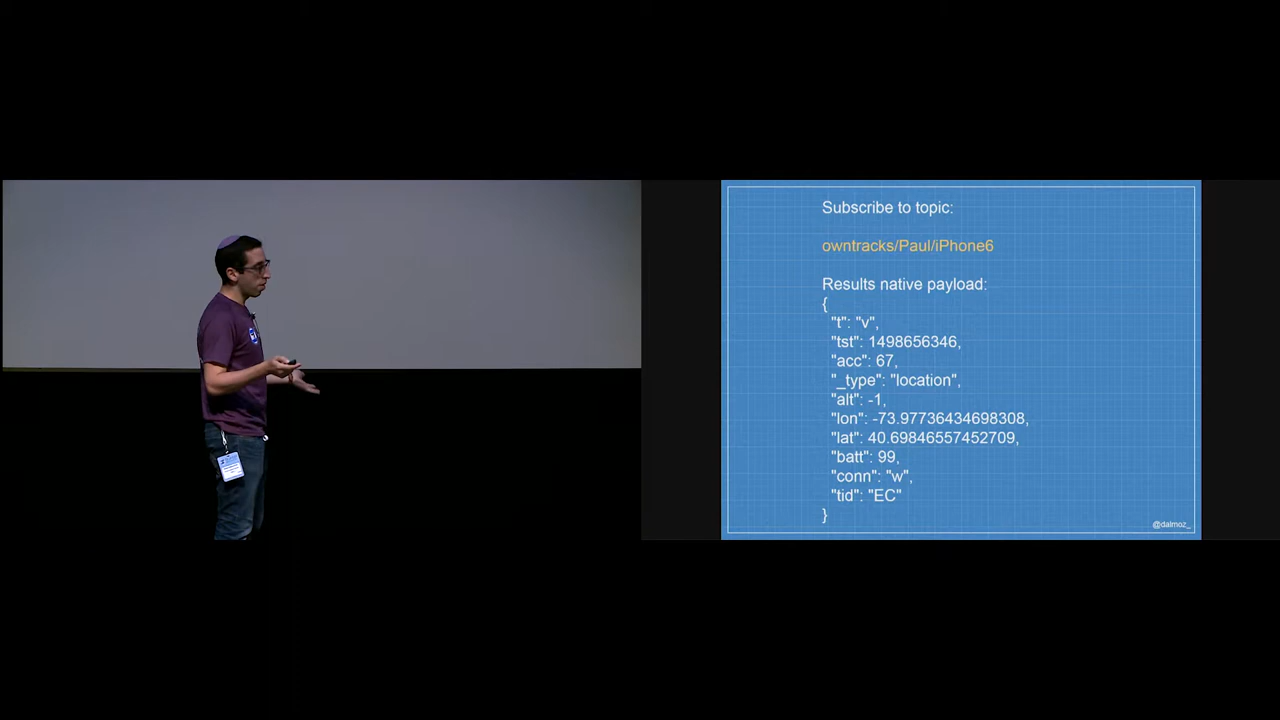 Subscribe to topic:
owntracks/Paul/iPhone6
Results native payload:
{
"t": "v",
"tst": 1498656346,
"acc": 67,
"_type": "location",
"alt": -1,
"lon": -73.97736434698308,
"lat": 40.69846557452709,
"batt": 99,
"conn": "w",
"tid": "EC"
}
@dalmoz_